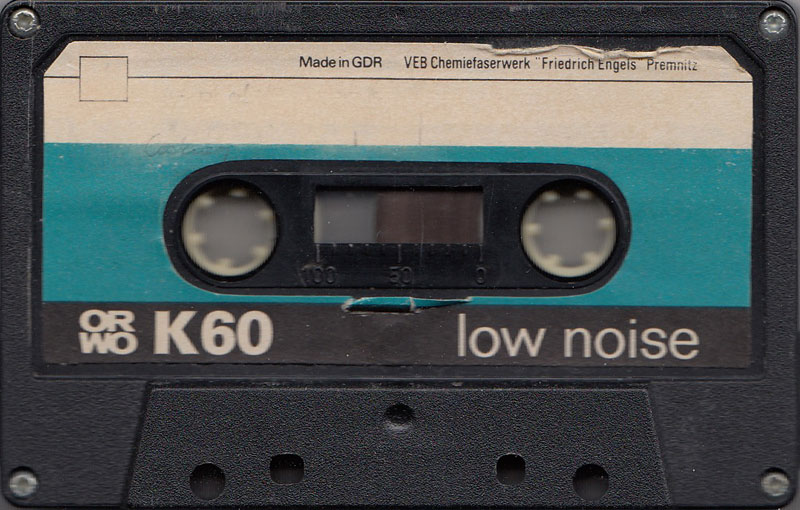 Made in GDR VEB Chemiefaserwerk "Friedrich Engels" Premnitz
100 50 0
ORWO K60 low noise